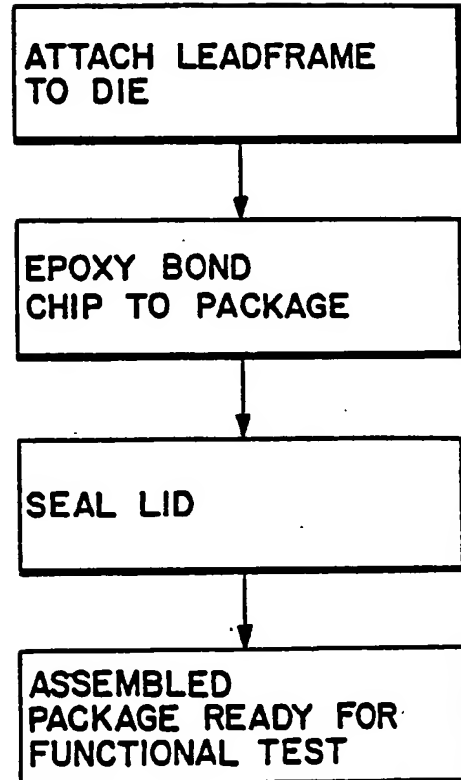 ATTACH LEADFRAME
TO DIE
EPOXY BOND
CHIP TO PACKAGE
SEAL LID
ASSEMBLED
PACKAGE READY FOR
FUNCTIONAL TEST